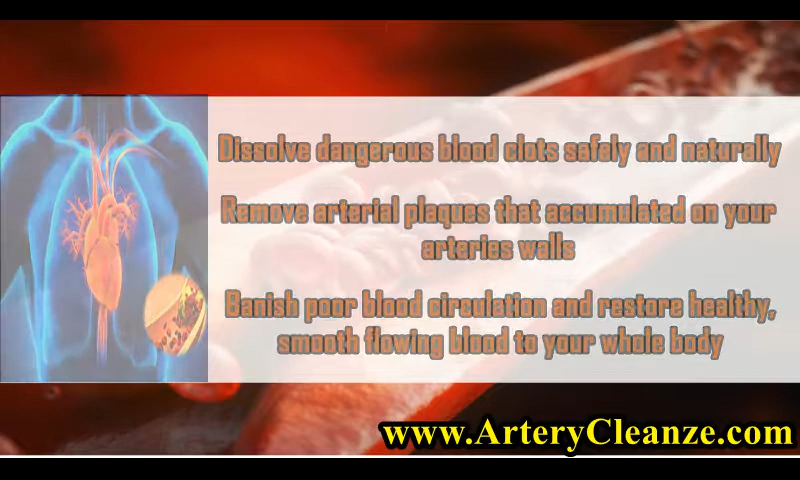 Dissolve dangerous blood clots safely and naturally
Remove arterial plaques that accumulated on your
arteries walls
Banish poor blood circulation and restore healthy,
smooth flowing blood to your whole body
www.ArteryCleanze.com